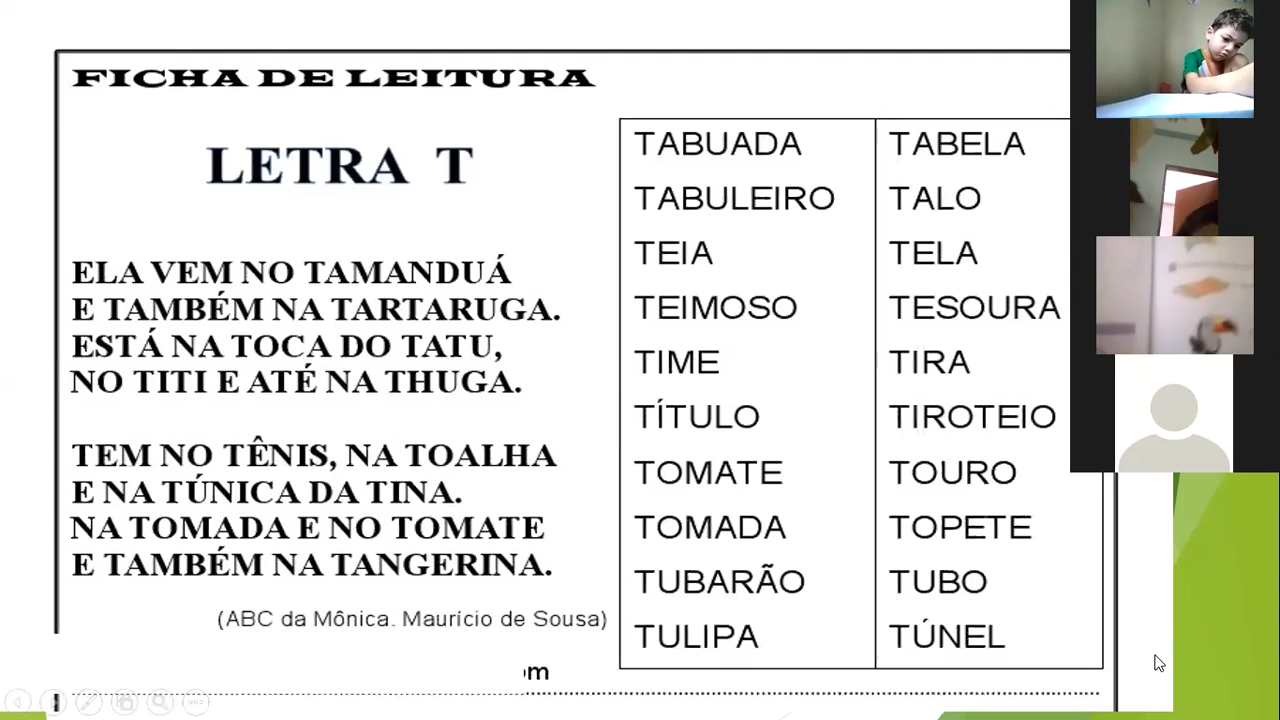 FICHA DE LEITURA
LETRA T
ELA VEM NO TAMANDUÁ
E TAMBÉM NA TARTARUGA.
ESTÁ NA TOCA DO TATU,
NO TITI E ATÉ NA THUGA.
TEM NO TÊNIS, NA TOALHA
E NA TÚNICA DA TINA.
NA TOMADA E NO TOMATE
E TAMBÉM NA TANGERINA.
(ABC da Mônica. Maurício de Sousa)
TABUADA TABELA
TABULEIRO TALO
TEIA TELA
TEIMOSO TESOURA
TIME TIRA
TÍTULO TIROTEIO
TOMATE TOURO
TOMADA TOPETE
TUBARÃO TUBO
TULIPA TÚNEL